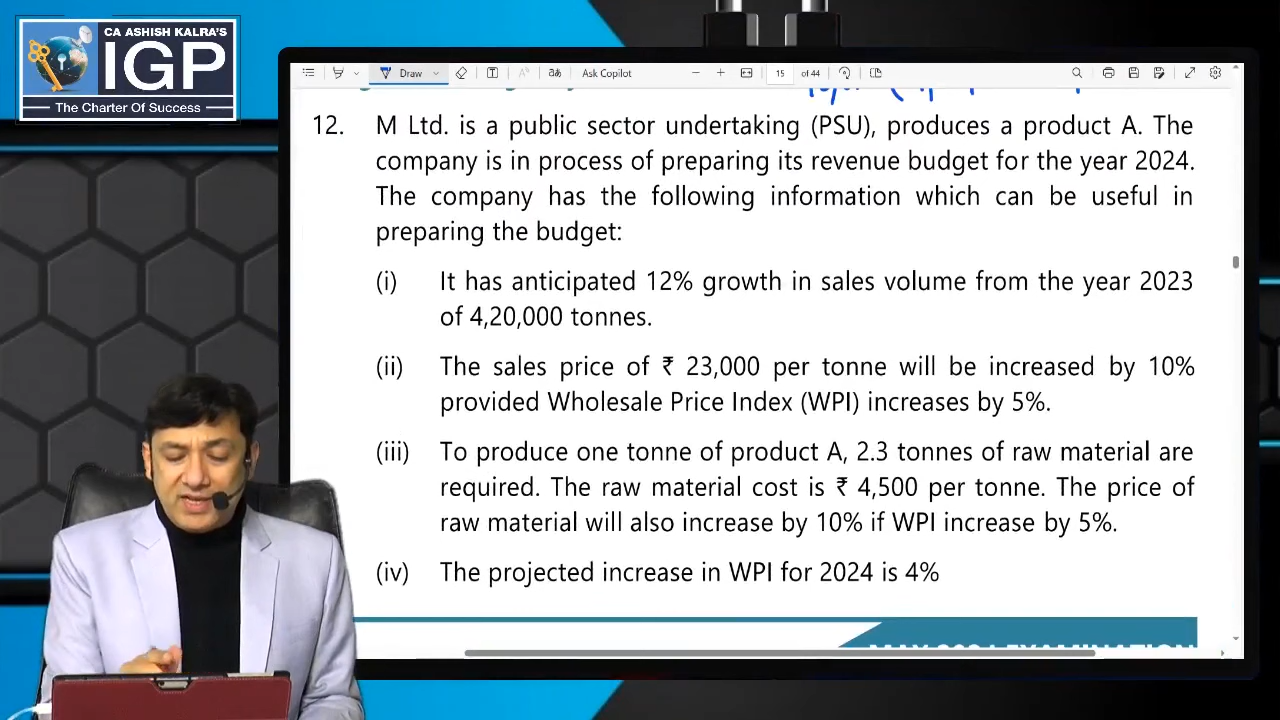 CA ASHISH KALRA'S
IGP
The Charter Of Success
Draw
Ask Copilot
15 of 44
12. M Ltd. is a public sector undertaking (PSU), produces a product A. The
company is in process of preparing its revenue budget for the year 2024.
The company has the following information which can be useful in
preparing the budget:
(i) It has anticipated 12% growth in sales volume from the year 2023
of 4,20,000 tonnes.
(ii) The sales price of ₹ 23,000 per tonne will be increased by 10%
provided Wholesale Price Index (WPI) increases by 5%.
(iii) To produce one tonne of product A, 2.3 tonnes of raw material are
required. The raw material cost is ₹ 4,500 per tonne. The price of
raw material will also increase by 10% if WPI increase by 5%.
(iv) The projected increase in WPI for 2024 is 4%